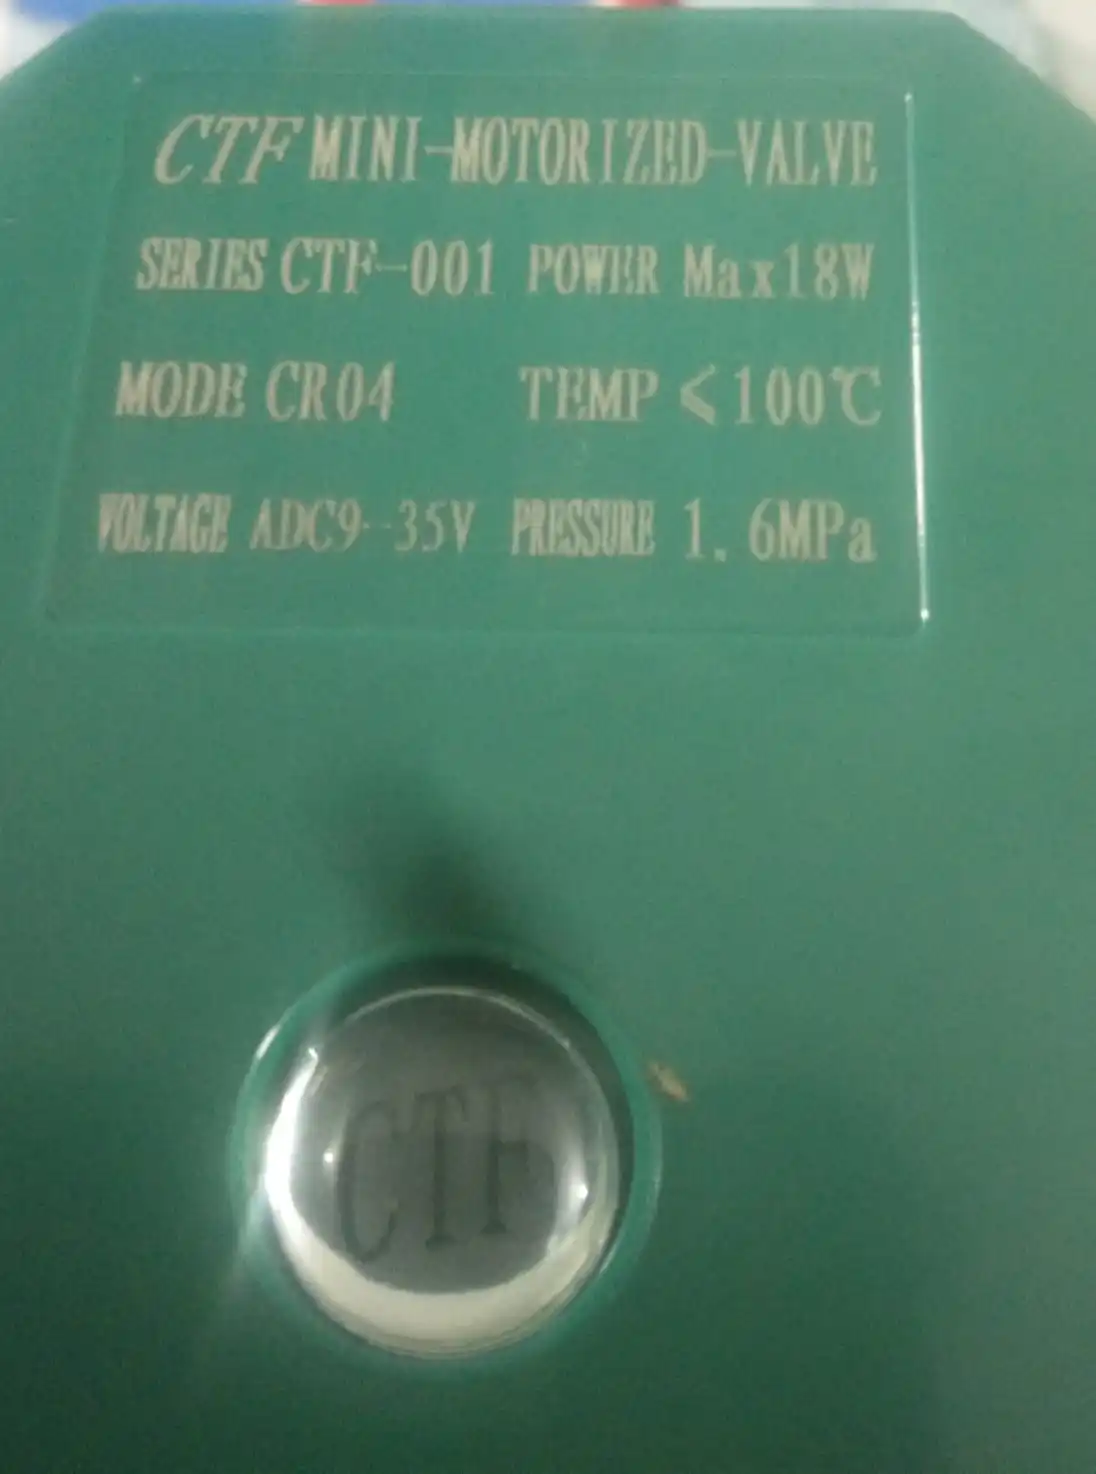 CTF MINI-MOTORIZED-VALVE
SERIES CTF-001 POWER Max18W
MODE CR04 TEMP ≤100℃
VOLTAGE ADC9--35V PRESSURE 1.6MPa
CTF